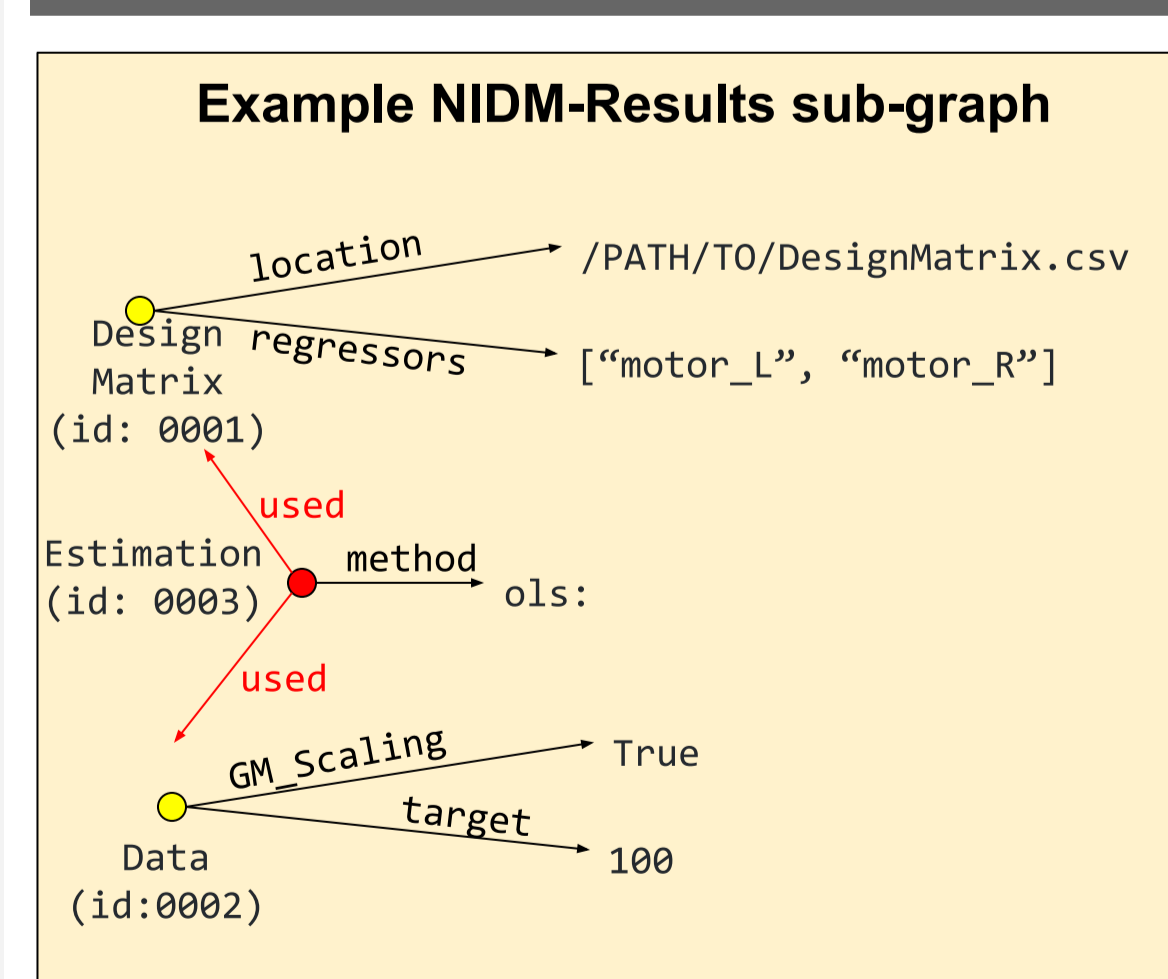 Example NIDM-Results sub-graph
location
/PATH/TO/DesignMatrix.csv
Design
Matrix
(id: 0001)
regressors
[“motor_L”, “motor_R”]
used
Estimation
(id: 0003)
method
ols:
used
GM_Scaling
True
target
100
Data
(id:0002)